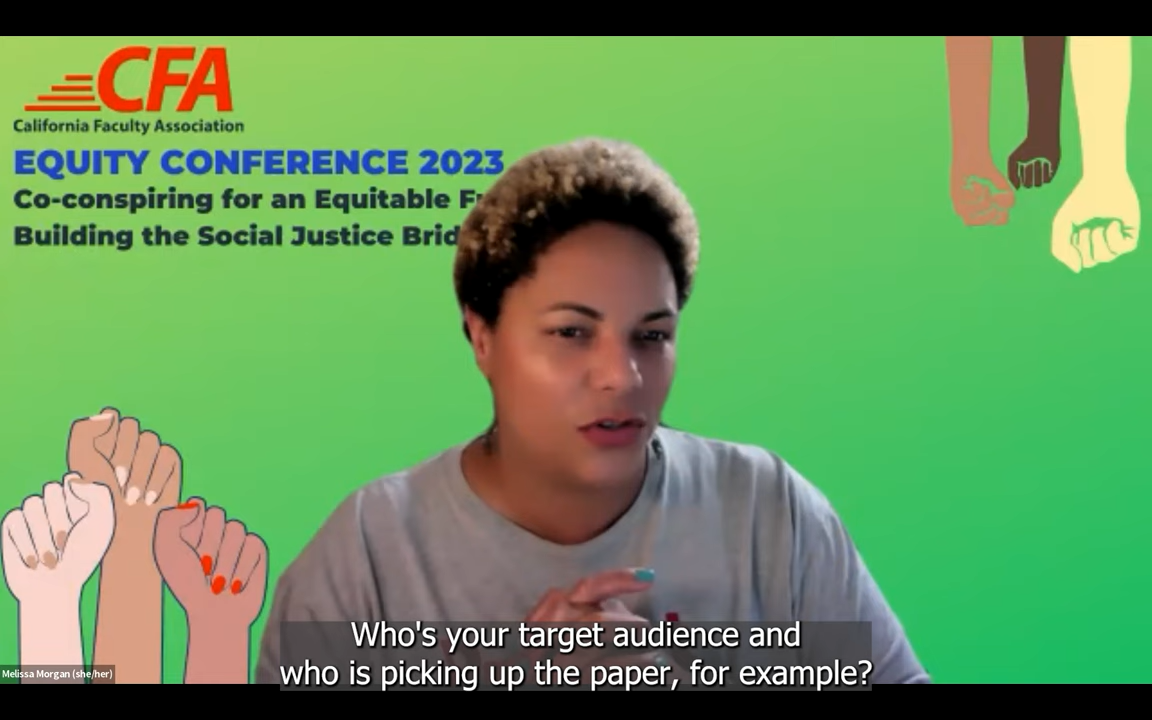 CFA
California Faculty Association
EQUITY CONFERENCE 2023
Co-conspiring for an Equitable
Building the Social Justice
Who's your target audience and
who is picking up the paper, for example?
Melissa Morgan (she/her)